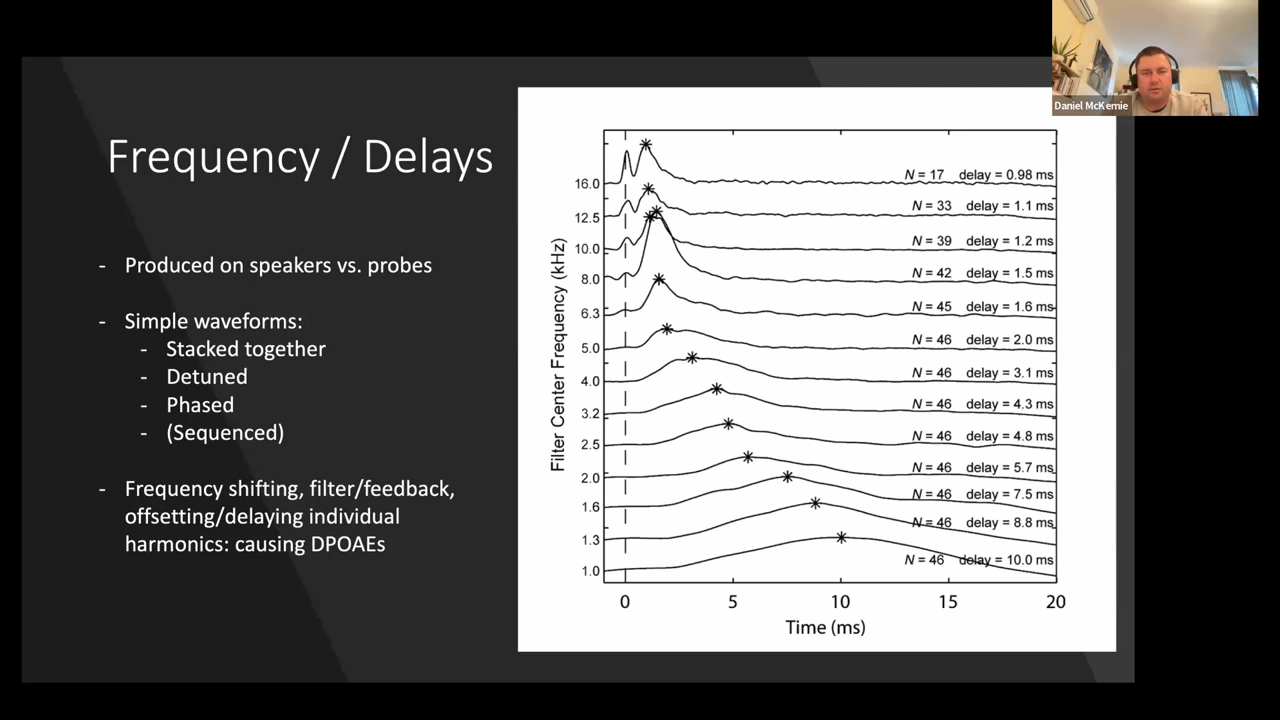 Daniel McKemie
Frequency / Delays
- Produced on speakers vs. probes
- Simple waveforms:
- Stacked together
- Detuned
- Phased
- (Sequenced)
- Frequency shifting, filter/feedback,
offsetting/delaying individual
harmonics: causing DPOAEs
Filter Center Frequency (kHz)
16.0 N = 17 delay = 0.98 ms
12.5 N = 33 delay = 1.1 ms
10.0 N = 39 delay = 1.2 ms
8.0 N = 42 delay = 1.5 ms
6.3 N = 45 delay = 1.6 ms
5.0 N = 46 delay = 2.0 ms
4.0 N = 46 delay = 3.1 ms
3.2 N = 46 delay = 4.3 ms
2.5 N = 46 delay = 4.8 ms
2.0 N = 46 delay = 5.7 ms
1.6 N = 46 delay = 7.5 ms
1.3 N = 46 delay = 8.8 ms
1.0 N = 46 delay = 10.0 ms
0 5 10 15 20
Time (ms)